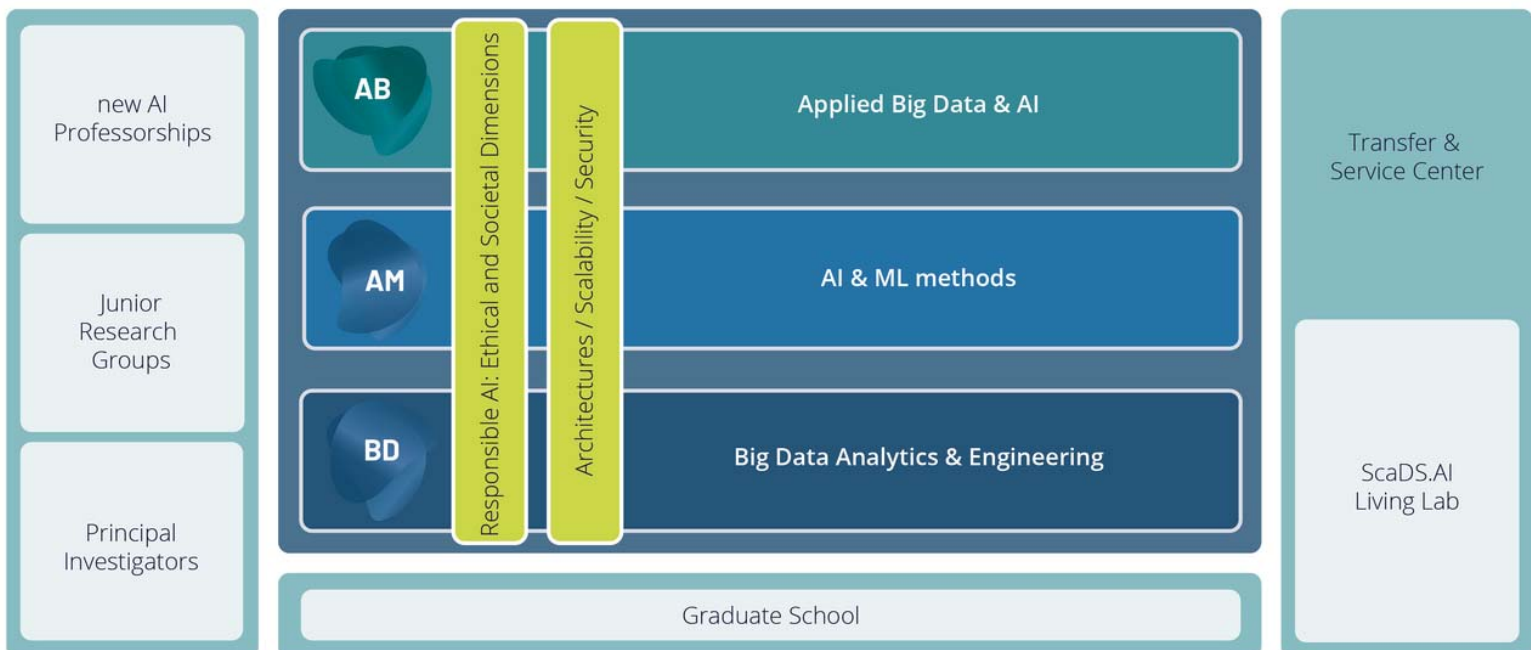 new AI
Professorships
Junior
Research
Groups
Principal
Investigators
AB
Applied Big Data & AI
AM
AI & ML methods
BD
Big Data Analytics & Engineering
Responsible AI: Ethical and Societal Dimensions
Architectures / Scalability / Security
Graduate School
Transfer &
Service Center
ScaDS.AI
Living Lab